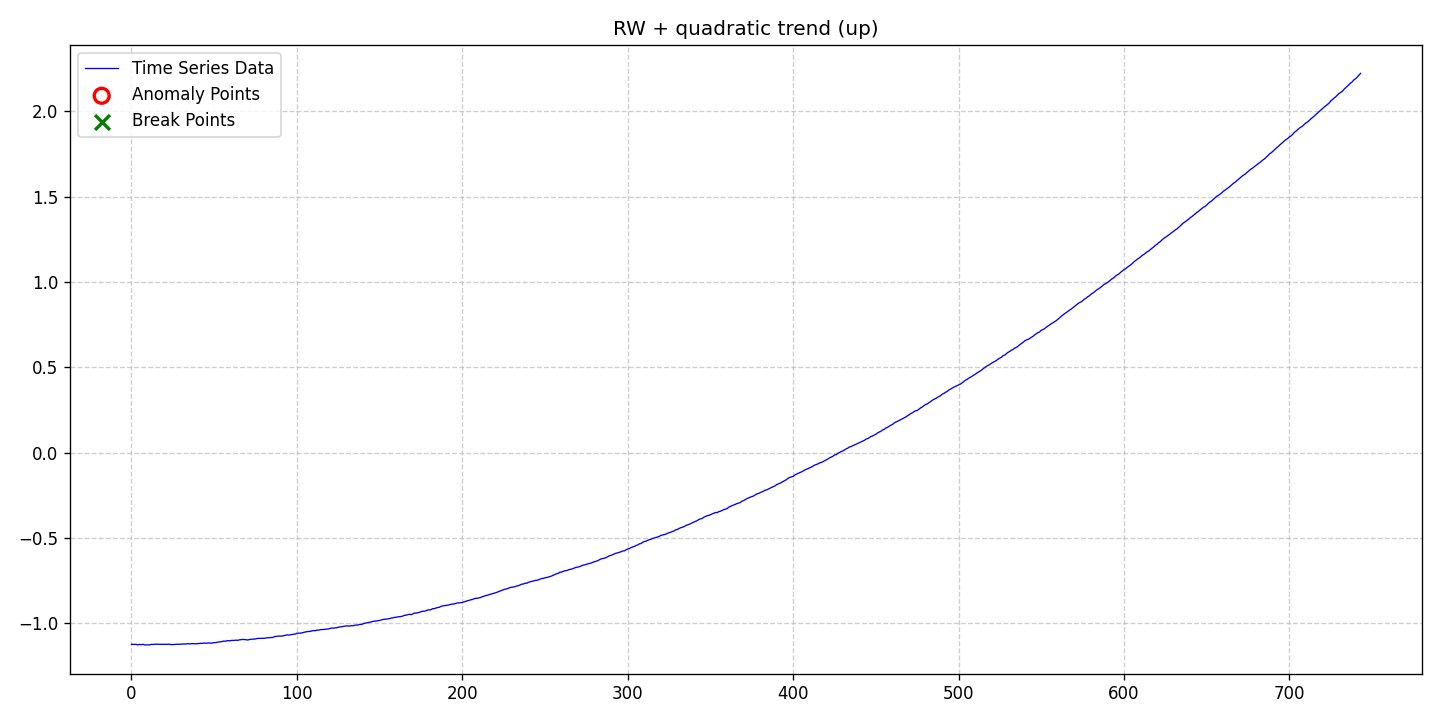 RW + quadratic trend (up)
Time Series Data
Anomaly Points
Break Points
2.0
1.5
1.0
0.5
0.0
−0.5
−1.0
0 100 200 300 400 500 600 700